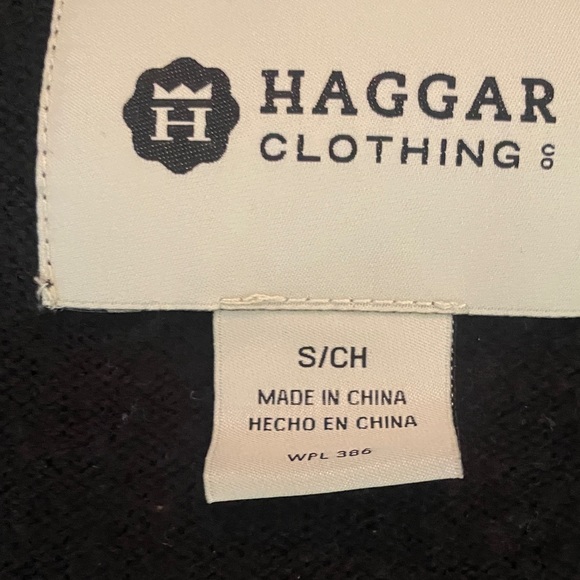 H
HAGGAR
CLOTHING CO
S/CH
MADE IN CHINA
HECHO EN CHINA
WPL 386